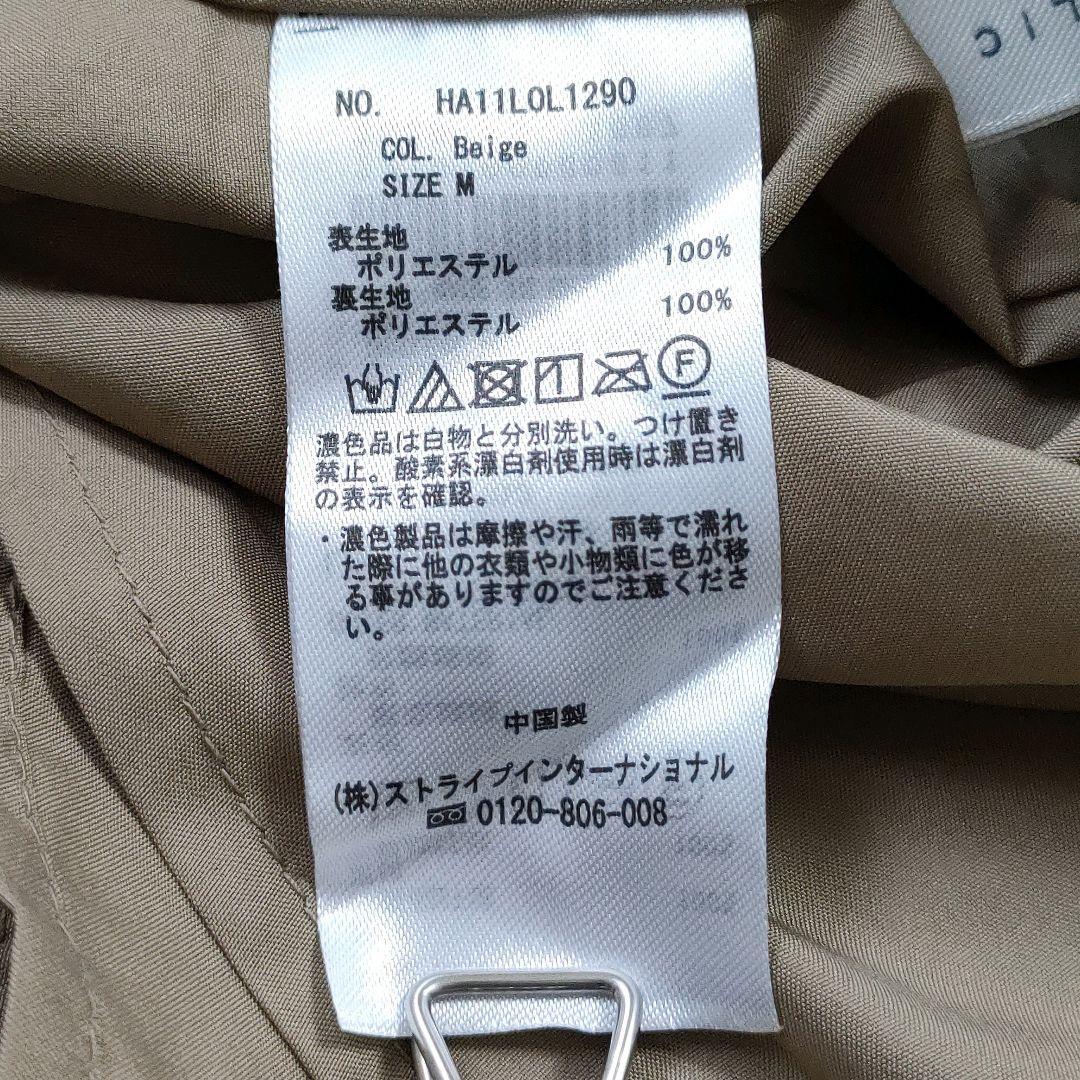 LIC
NO. HA11L0L1290
COL. Beige
SIZE M
表生地
ポリエステル 100%
裏生地
ポリエステル 100%
F
濃色品は白物と分別洗い。つけ置き
禁止。酸素系漂白剤使用時は漂白剤
の表示を確認。
・濃色製品は摩擦や汗、雨等で濡れ
た際に他の衣類や小物類に色が移
る事がありますのでご注意くださ
い。
中国製
(株)ストライプインターナショナル
0120-806-008